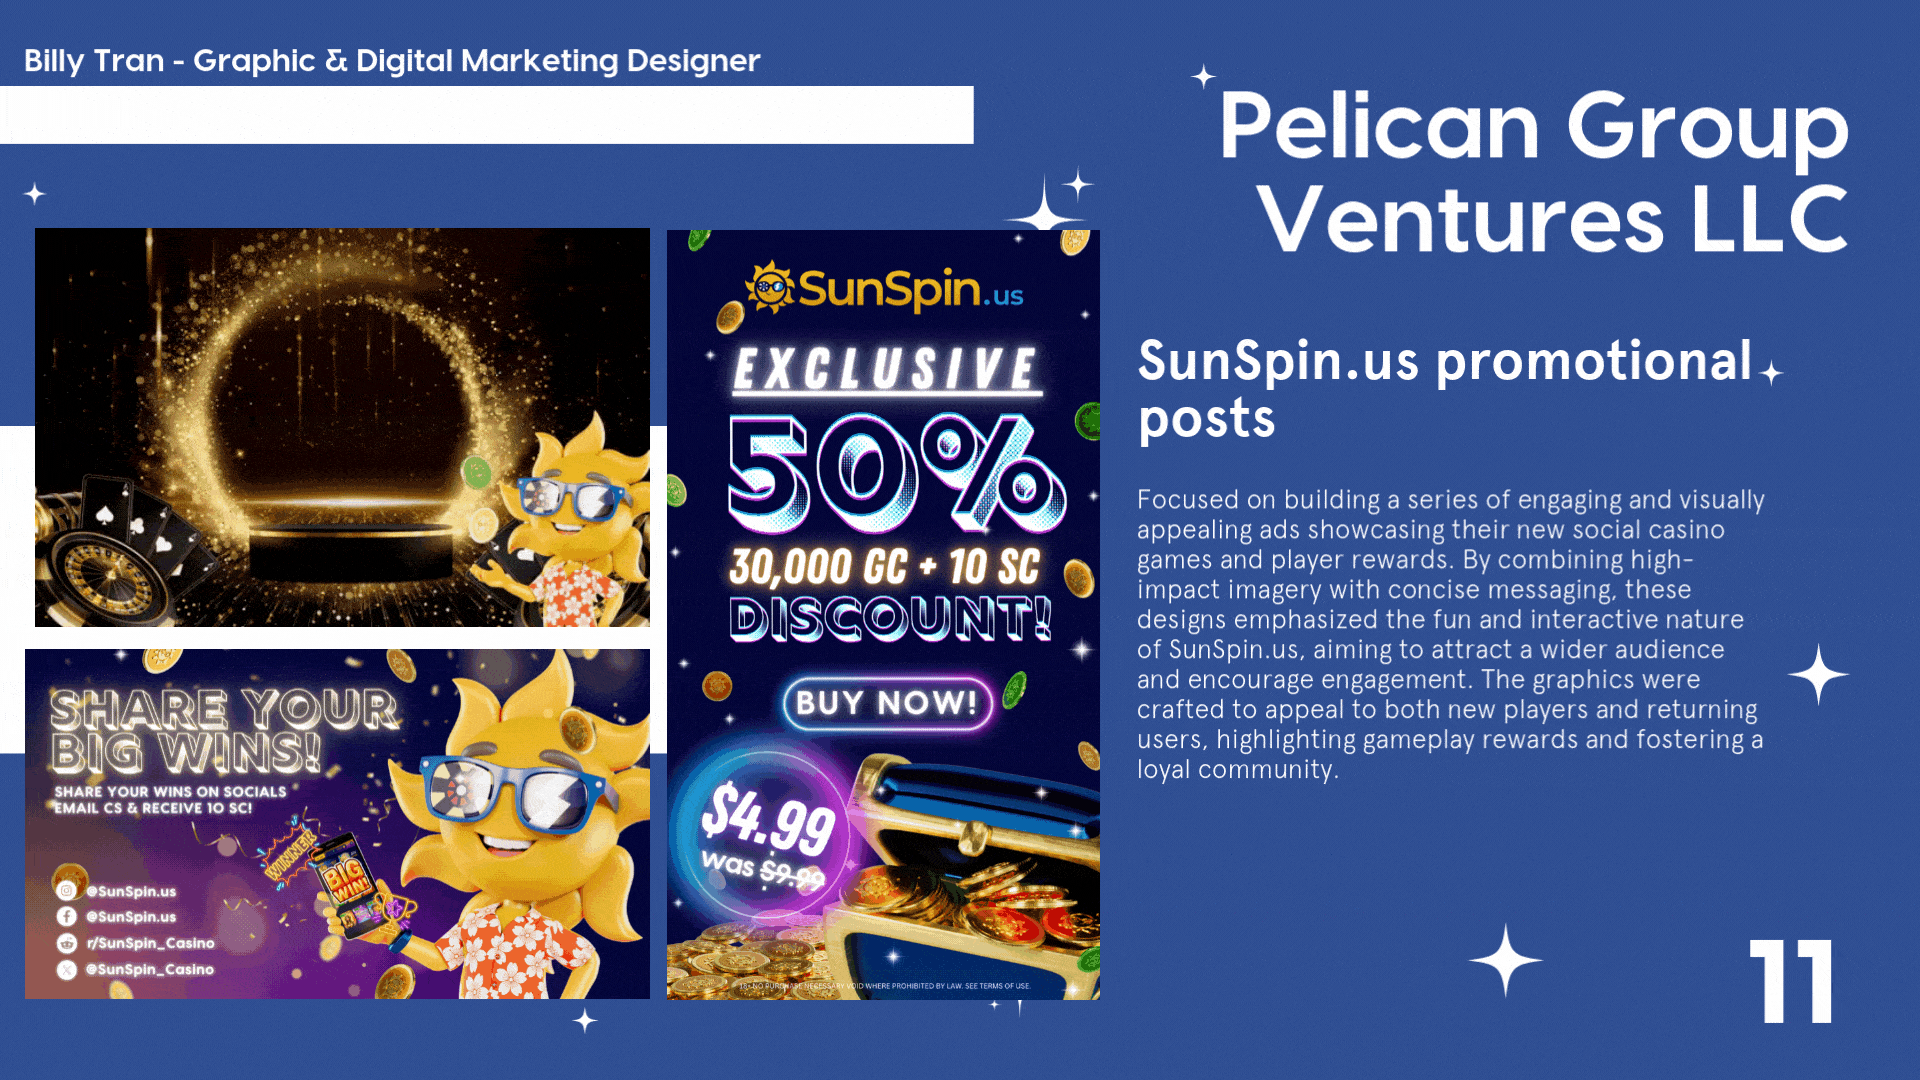 Billy Tran - Graphic & Digital Marketing Designer
Pelican Group
Ventures LLC
SunSpin.us
EXCLUSIVE
50%
30,000 GC + 10 SC
DISCOUNT!
BUY NOW!
$4.99
was $9.99
18+ NO PURCHASE NECESSARY VOID WHERE PROHIBITED BY LAW. SEE TERMS OF USE.
SHARE YOUR
BIG WINS!
SHARE YOUR WINS ON SOCIALS
EMAIL CS & RECEIVE 10 SC!
WINNER
BIG
WIN!
@SunSpin.us
@SunSpin.us
r/SunSpin_Casino
@SunSpin_Casino
SunSpin.us promotional
posts
Focused on building a series of engaging and visually
appealing ads showcasing their new social casino
games and player rewards. By combining high-
impact imagery with concise messaging, these
designs emphasized the fun and interactive nature
of SunSpin.us, aiming to attract a wider audience
and encourage engagement. The graphics were
crafted to appeal to both new players and returning
users, highlighting gameplay rewards and fostering a
loyal community.
11